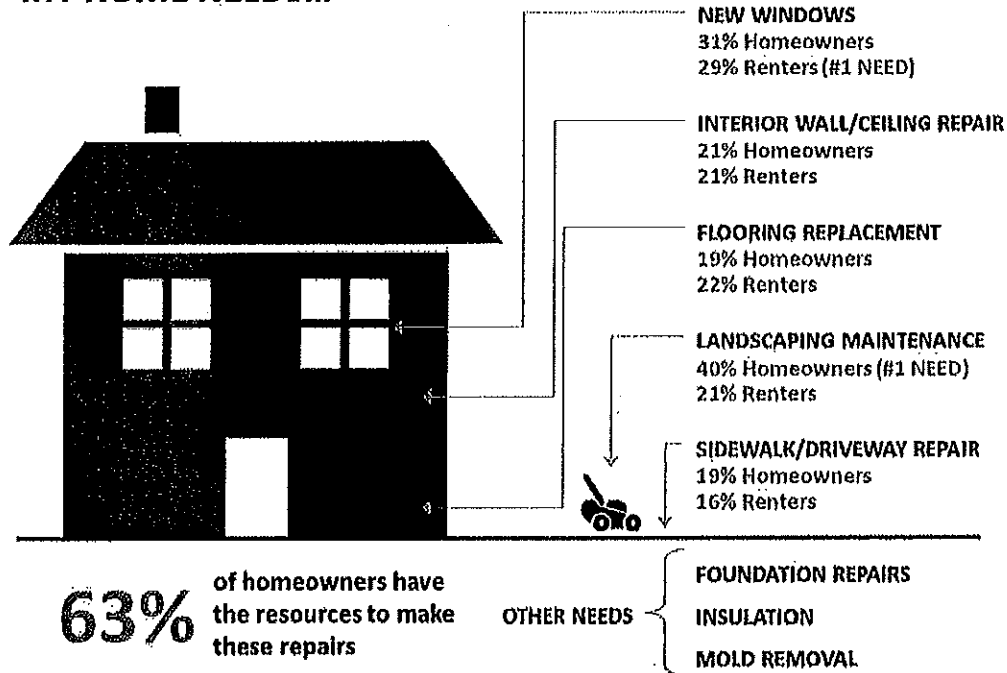 NEW WINDOWS
31% Homeowners
29% Renters (#1 NEED)
INTERIOR WALL/CEILING REPAIR
21% Homeowners
21% Renters
FLOORING REPLACEMENT
19% Homeowners
22% Renters
LANDSCAPING MAINTENANCE
40% Homeowners (#1 NEED)
21% Renters
SIDEWALK/DRIVEWAY REPAIR
19% Homeowners
16% Renters
63%
of homeowners have
the resources to make
these repairs
OTHER NEEDS
FOUNDATION REPAIRS
INSULATION
MOLD REMOVAL